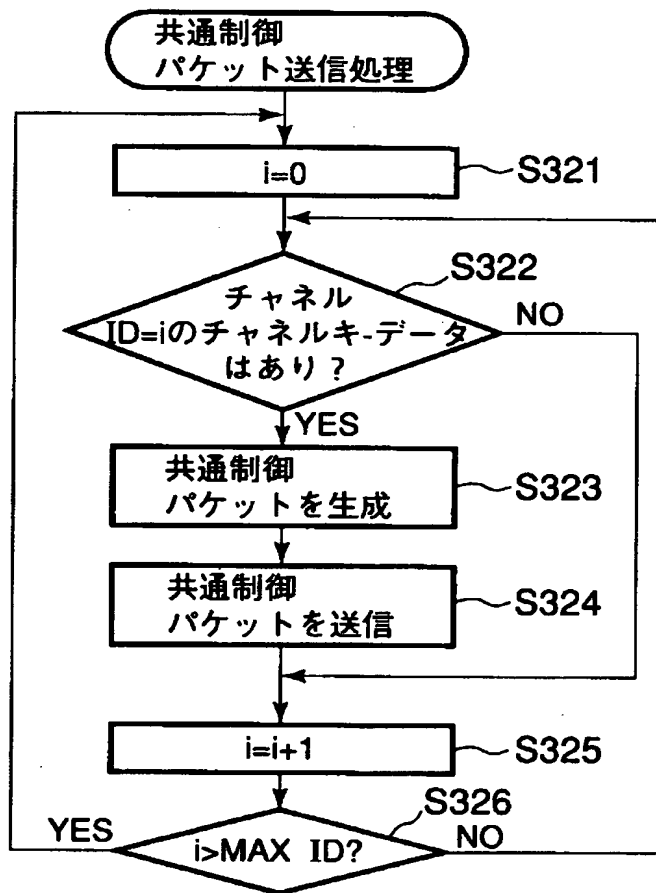 共通制御
パケット送信処理
i=0
S321
S322
チャネル
ID=iのチャネルキ-データ
はあり?
NO
YES
共通制御
パケットを生成
S323
共通制御
パケットを送信
S324
i=i+1
S325
S326
YES
i>MAX ID?
NO